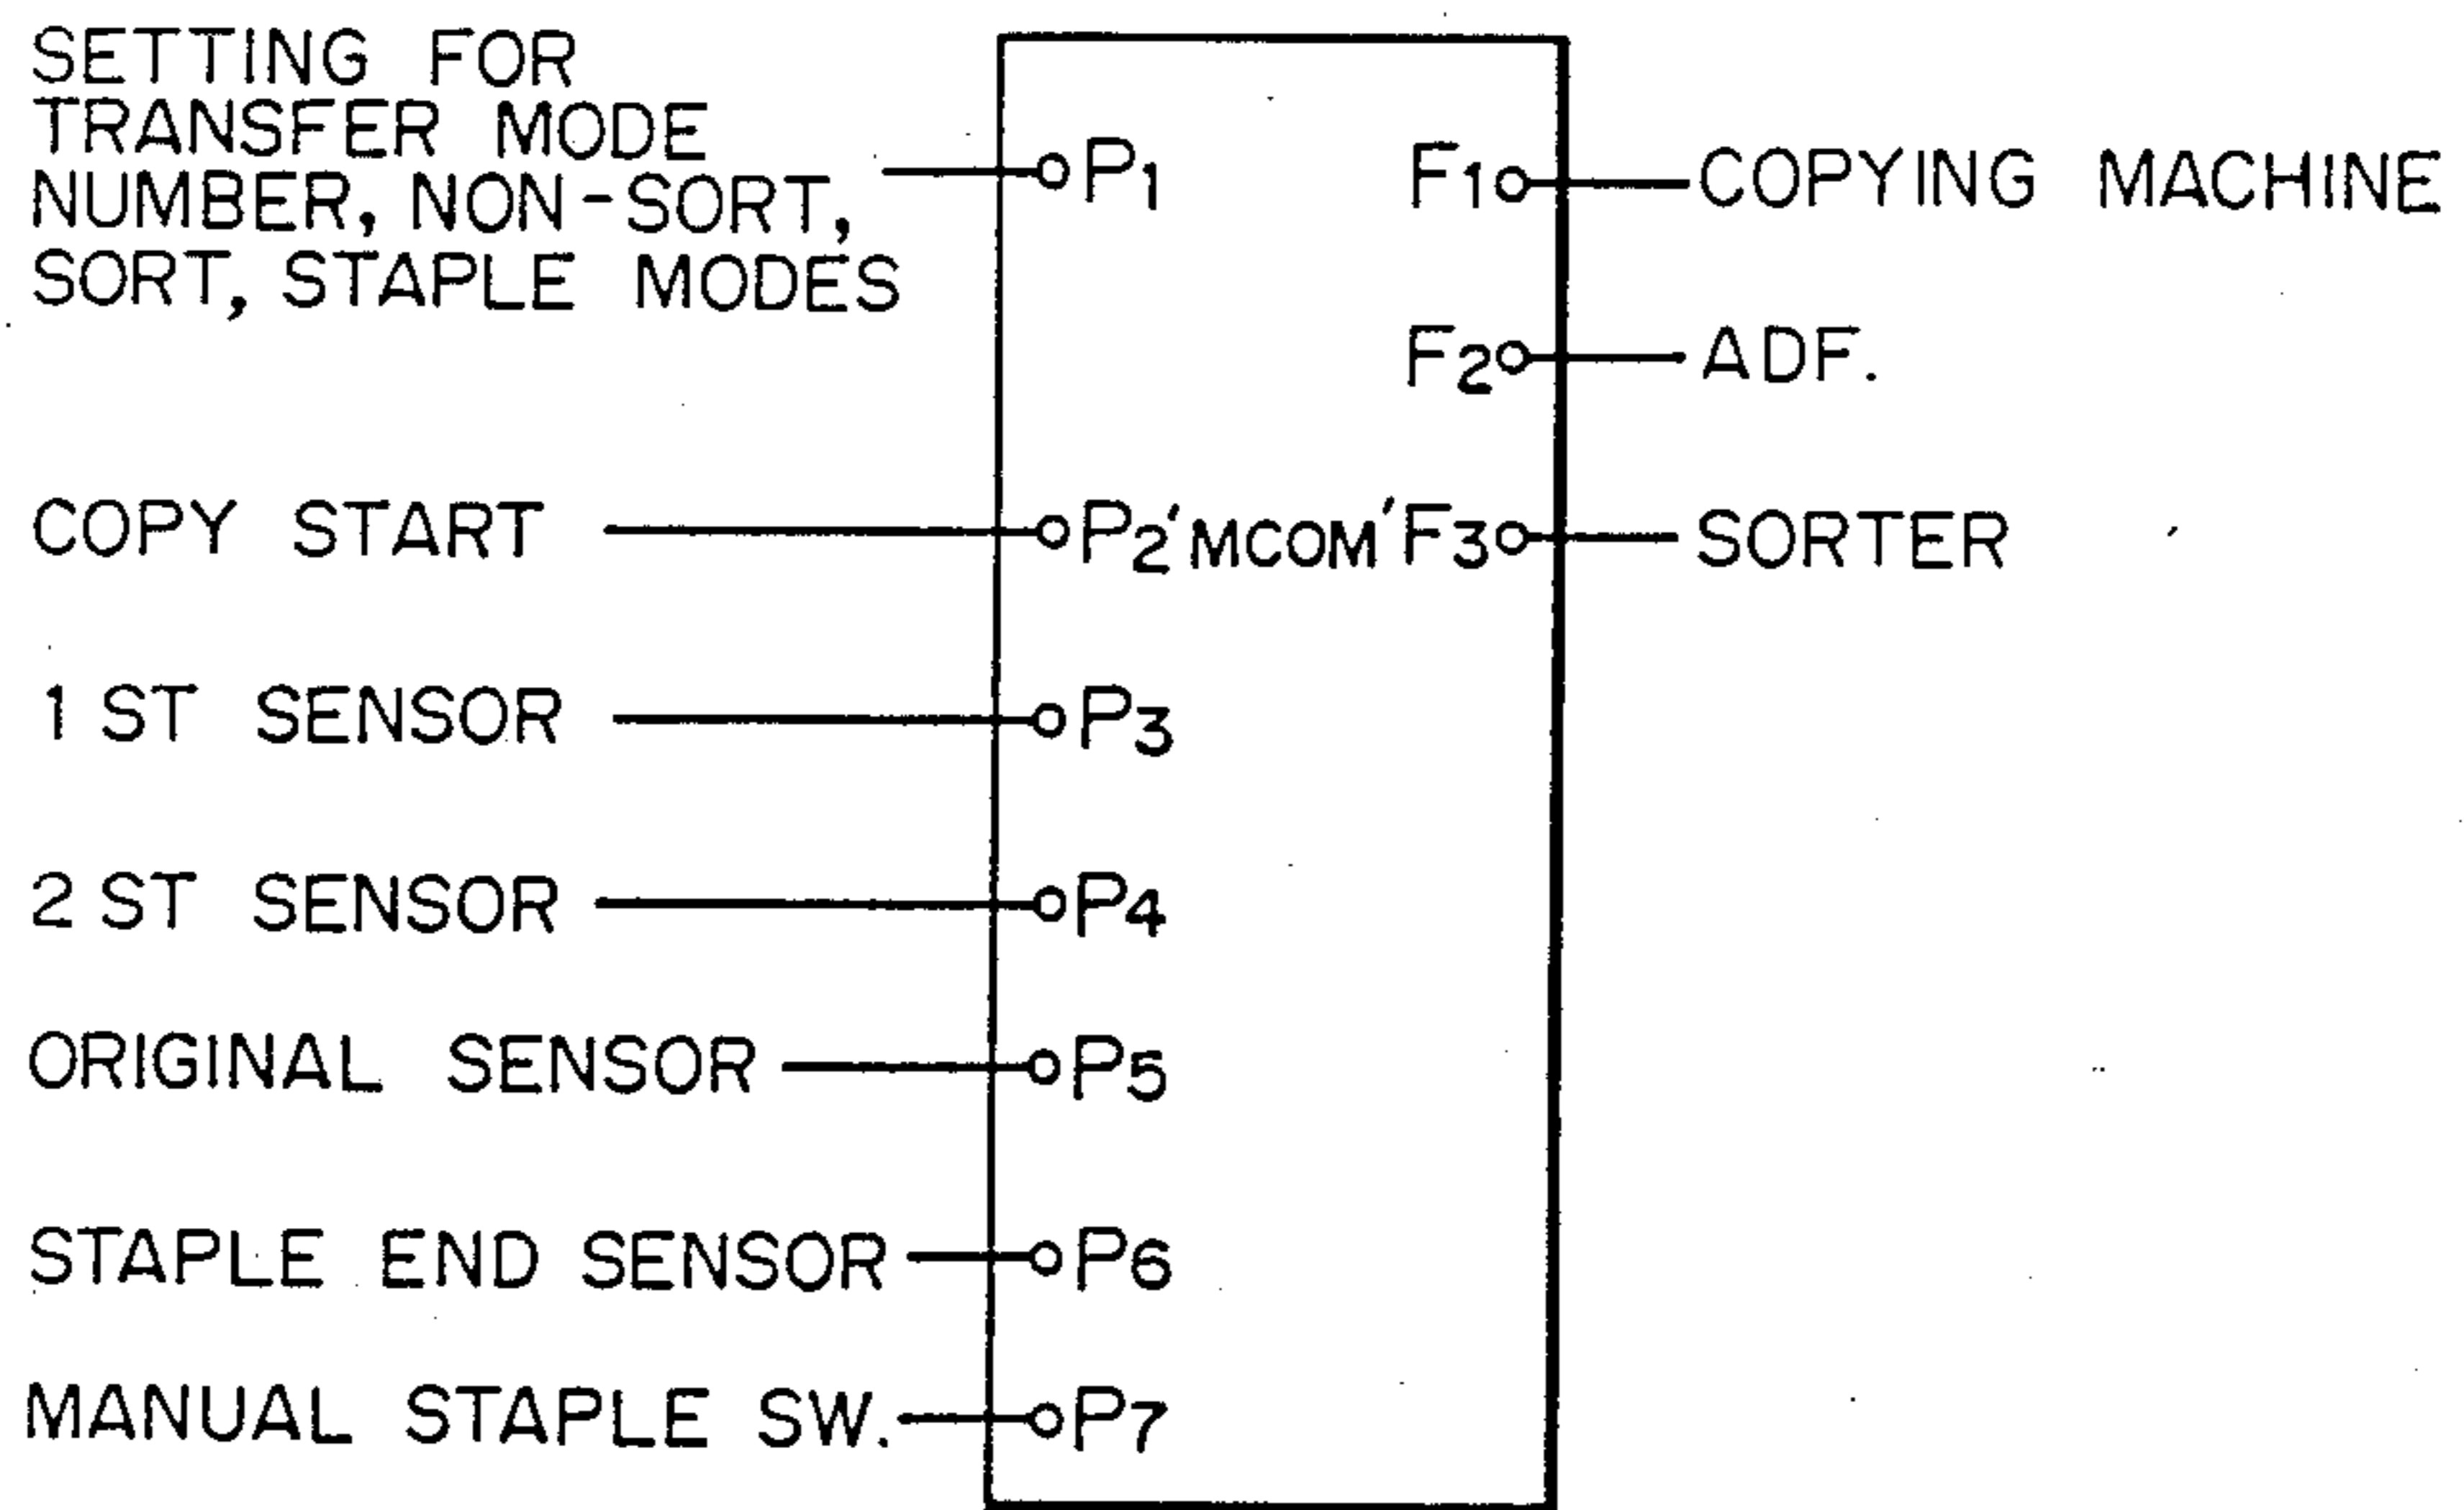 SETTING FOR
TRANSFER MODE
NUMBER, NON-SORT,
SORT, STAPLE MODES
P1
F1
COPYING MACHINE
F2
ADF.
COPY START
P2
'MCOM'
F3
SORTER
1 ST SENSOR
P3
2 ST SENSOR
P4
ORIGINAL SENSOR
P5
STAPLE END SENSOR
P6
MANUAL STAPLE SW.
P7